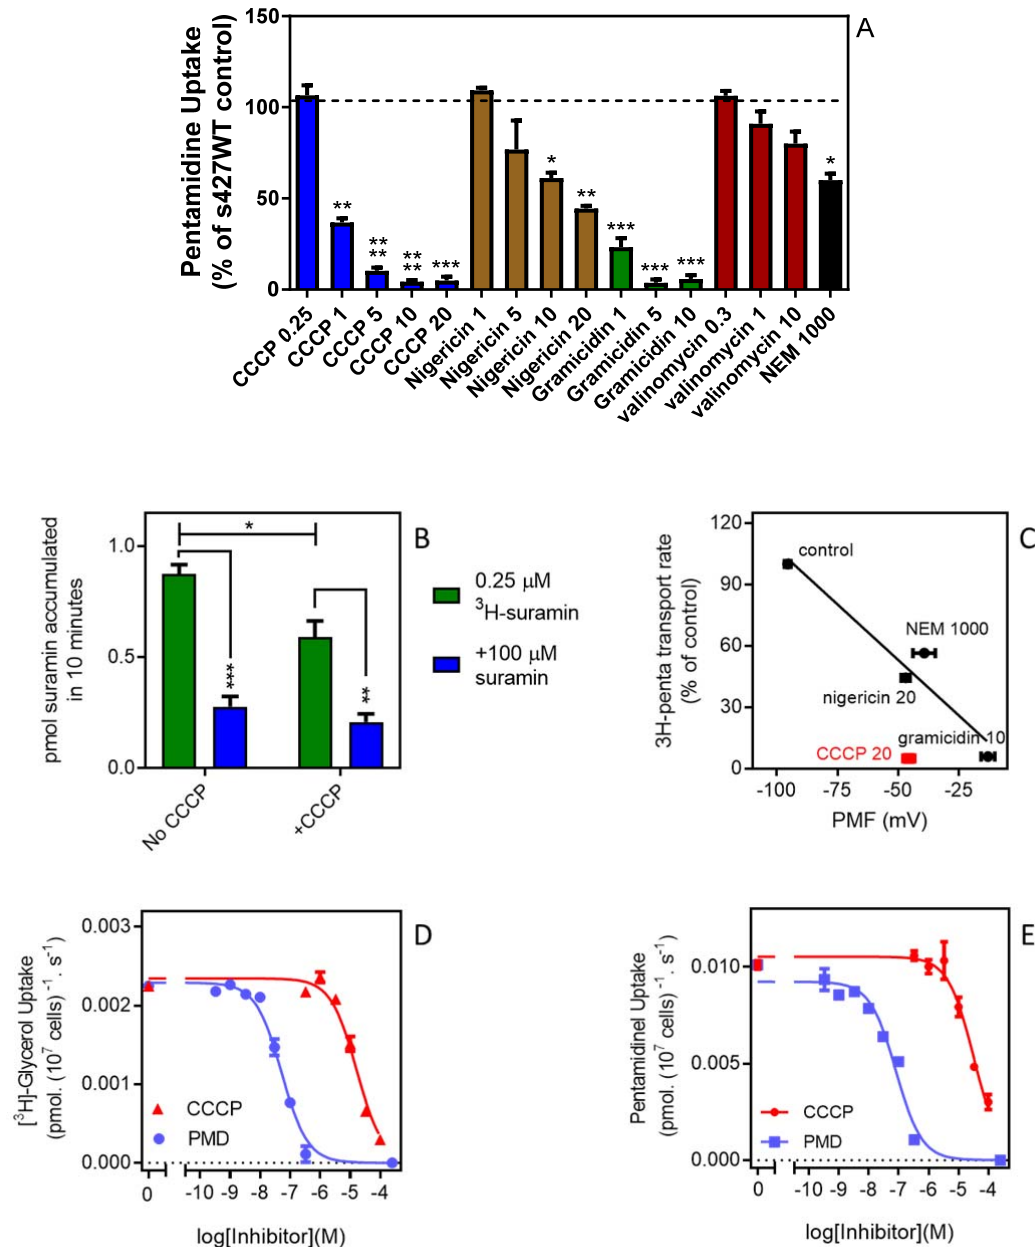 A
Pentamidine Uptake
(% of s427WT control)
150
100
50
0
**
**
**
**
**
***
*
**
***
***
***
*
CCCP 0.25
CCCP 1
CCCP 5
CCCP 10
CCCP 20
Nigericin 1
Nigericin 5
Nigericin 10
Nigericin 20
Gramicidin 1
Gramicidin 5
Gramicidin 10
valinomycin 0.3
valinomycin 1
valinomycin 10
NEM 1000
B
pmol suramin accumulated
in 10 minutes
1.0
0.5
0.0
*
***
**
No CCCP
+CCCP
0.25 µM
³H-suramin
+100 µM
suramin
C
3H-penta transport rate
(% of control)
120
90
60
30
0
control
NEM 1000
nigericin 20
gramicidin 10
CCCP 20
-100
-75
-50
-25
PMF (mV)
D
[³H]-Glycerol Uptake
(pmol. (10⁷ cells)⁻¹. s⁻¹)
0.003
0.002
0.001
0.000
CCCP
PMD
0
-10
-9
-8
-7
-6
-5
-4
log[Inhibitor](M)
E
Pentamidinel Uptake
(pmol. (10⁷ cells)⁻¹. s⁻¹)
0.010
0.005
0.000
CCCP
PMD
0
-10
-9
-8
-7
-6
-5
-4
log[Inhibitor](M)